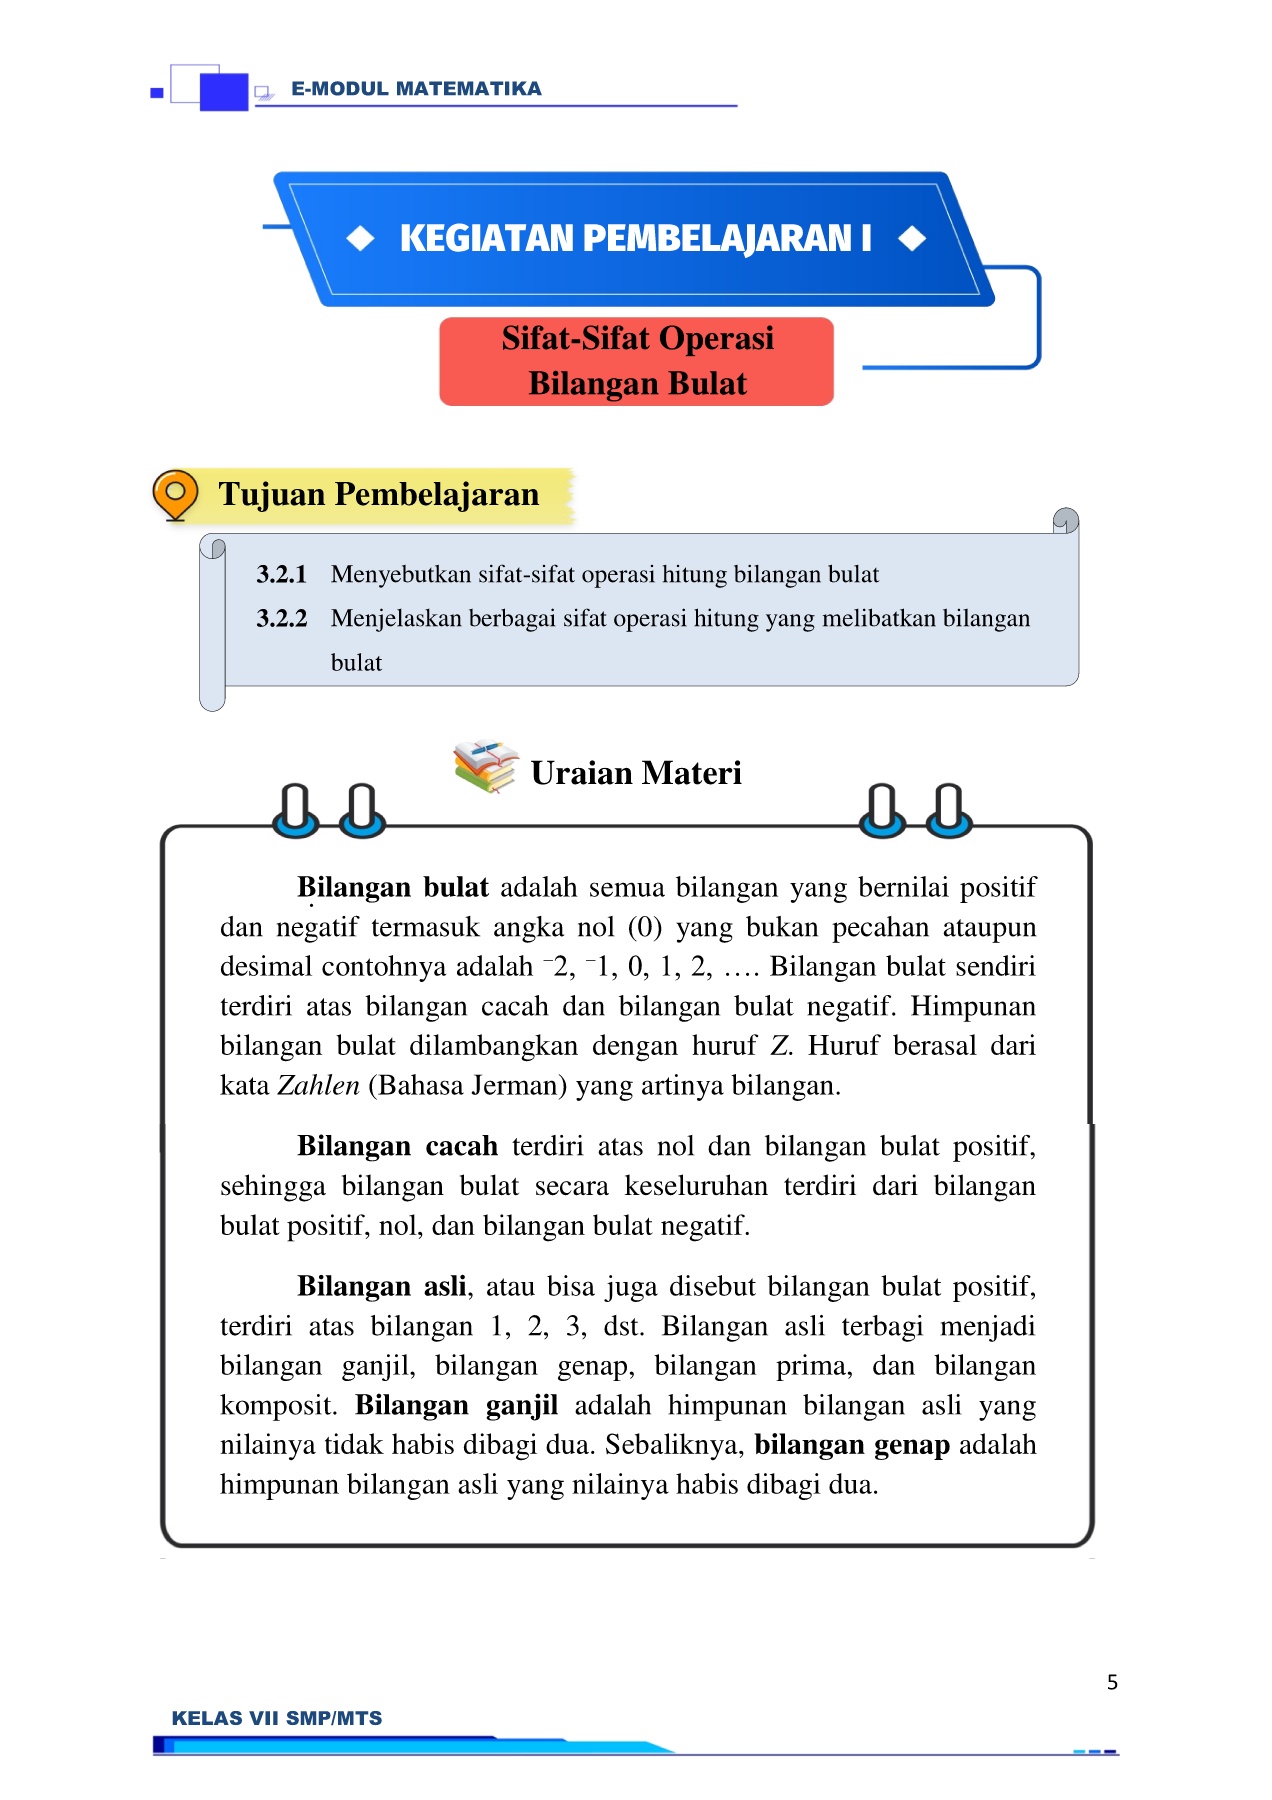 E-MODUL MATEMATIKA
KEGIATAN PEMBELAJARAN I
Sifat-Sifat Operasi
Bilangan Bulat
Tujuan Pembelajaran
3.2.1 Menyebutkan sifat-sifat operasi hitung bilangan bulat
3.2.2 Menjelaskan berbagai sifat operasi hitung yang melibatkan bilangan
bulat
Uraian Materi
Bilangan bulat adalah semua bilangan yang bernilai positif
dan negatif termasuk angka nol (0) yang bukan pecahan ataupun
desimal contohnya adalah ⁻2, ⁻1, 0, 1, 2, …. Bilangan bulat sendiri
terdiri atas bilangan cacah dan bilangan bulat negatif. Himpunan
bilangan bulat dilambangkan dengan huruf Z. Huruf berasal dari
kata Zahlen (Bahasa Jerman) yang artinya bilangan.
Bilangan cacah terdiri atas nol dan bilangan bulat positif,
sehingga bilangan bulat secara keseluruhan terdiri dari bilangan
bulat positif, nol, dan bilangan bulat negatif.
Bilangan asli, atau bisa juga disebut bilangan bulat positif,
terdiri atas bilangan 1, 2, 3, dst. Bilangan asli terbagi menjadi
bilangan ganjil, bilangan genap, bilangan prima, dan bilangan
komposit. Bilangan ganjil adalah himpunan bilangan asli yang
nilainya tidak habis dibagi dua. Sebaliknya, bilangan genap adalah
himpunan bilangan asli yang nilainya habis dibagi dua.
5
KELAS VII SMP/MTS